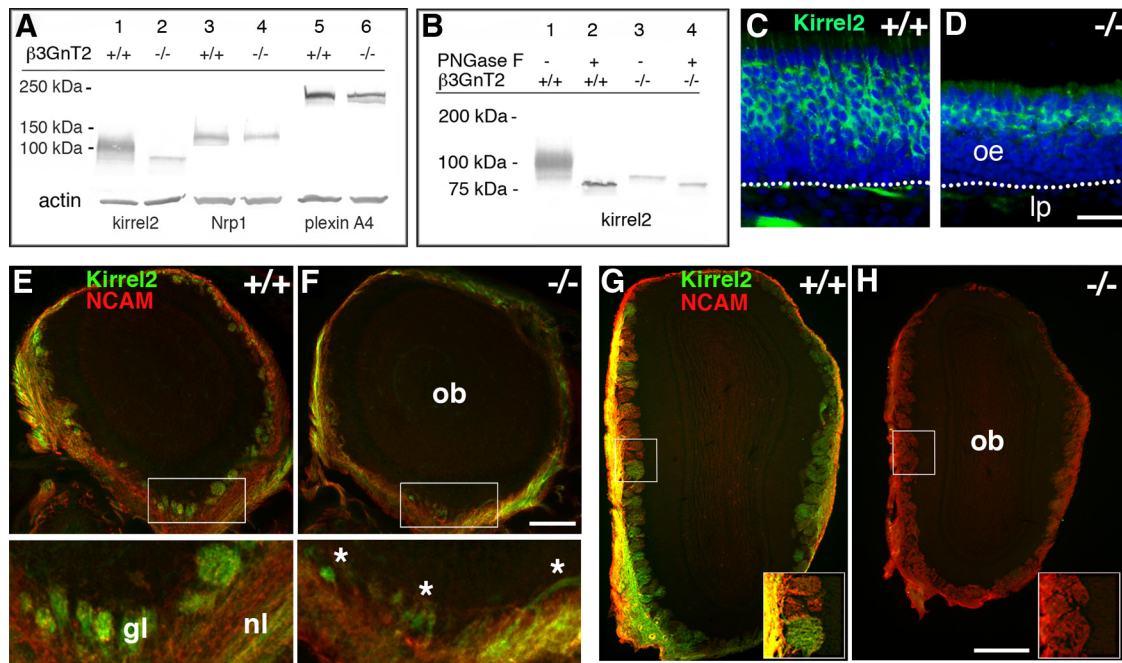 A
1 2 3 4 5 6
β3GnT2 +/+ -/- +/+ -/- +/+ -/-
250 kDa -
150 kDa -
100 kDa -
actin
kirrel2 Nrp1 plexin A4
B
1 2 3 4
PNGase F - + - +
β3GnT2 +/+ +/+ -/- -/-
200 kDa -
100 kDa -
75 kDa -
kirrel2
C Kirrel2 +/+
D -/-
oe
lp
E Kirrel2 +/+
NCAM
F -/-
ob
gl nl
* * *
G Kirrel2 +/+
NCAM
H -/-
ob